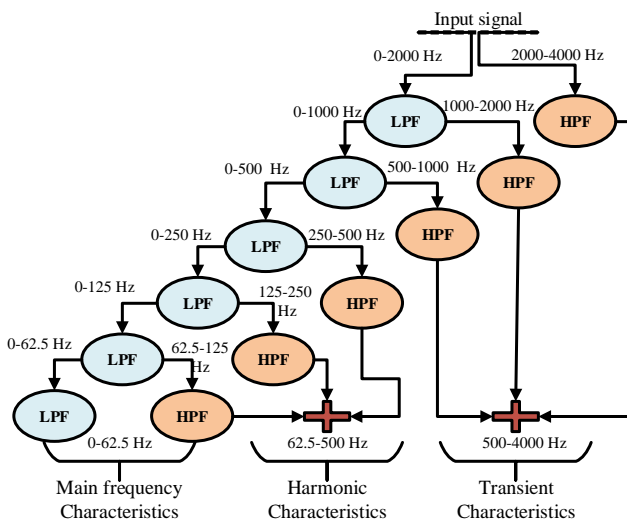 Input signal
0-2000 Hz
2000-4000 Hz
0-1000 Hz
LPF
1000-2000 Hz
HPF
0-500 Hz
LPF
500-1000 Hz
HPF
0-250 Hz
LPF
250-500Hz
HPF
0-125 Hz
LPF
125-250
Hz
HPF
0-62.5 Hz
LPF
62.5-125
Hz
HPF
LPF
HPF
0-62.5 Hz
62.5-500 Hz
500-4000 Hz
Main frequency
Characteristics
Harmonic
Characteristics
Transient
Characteristics